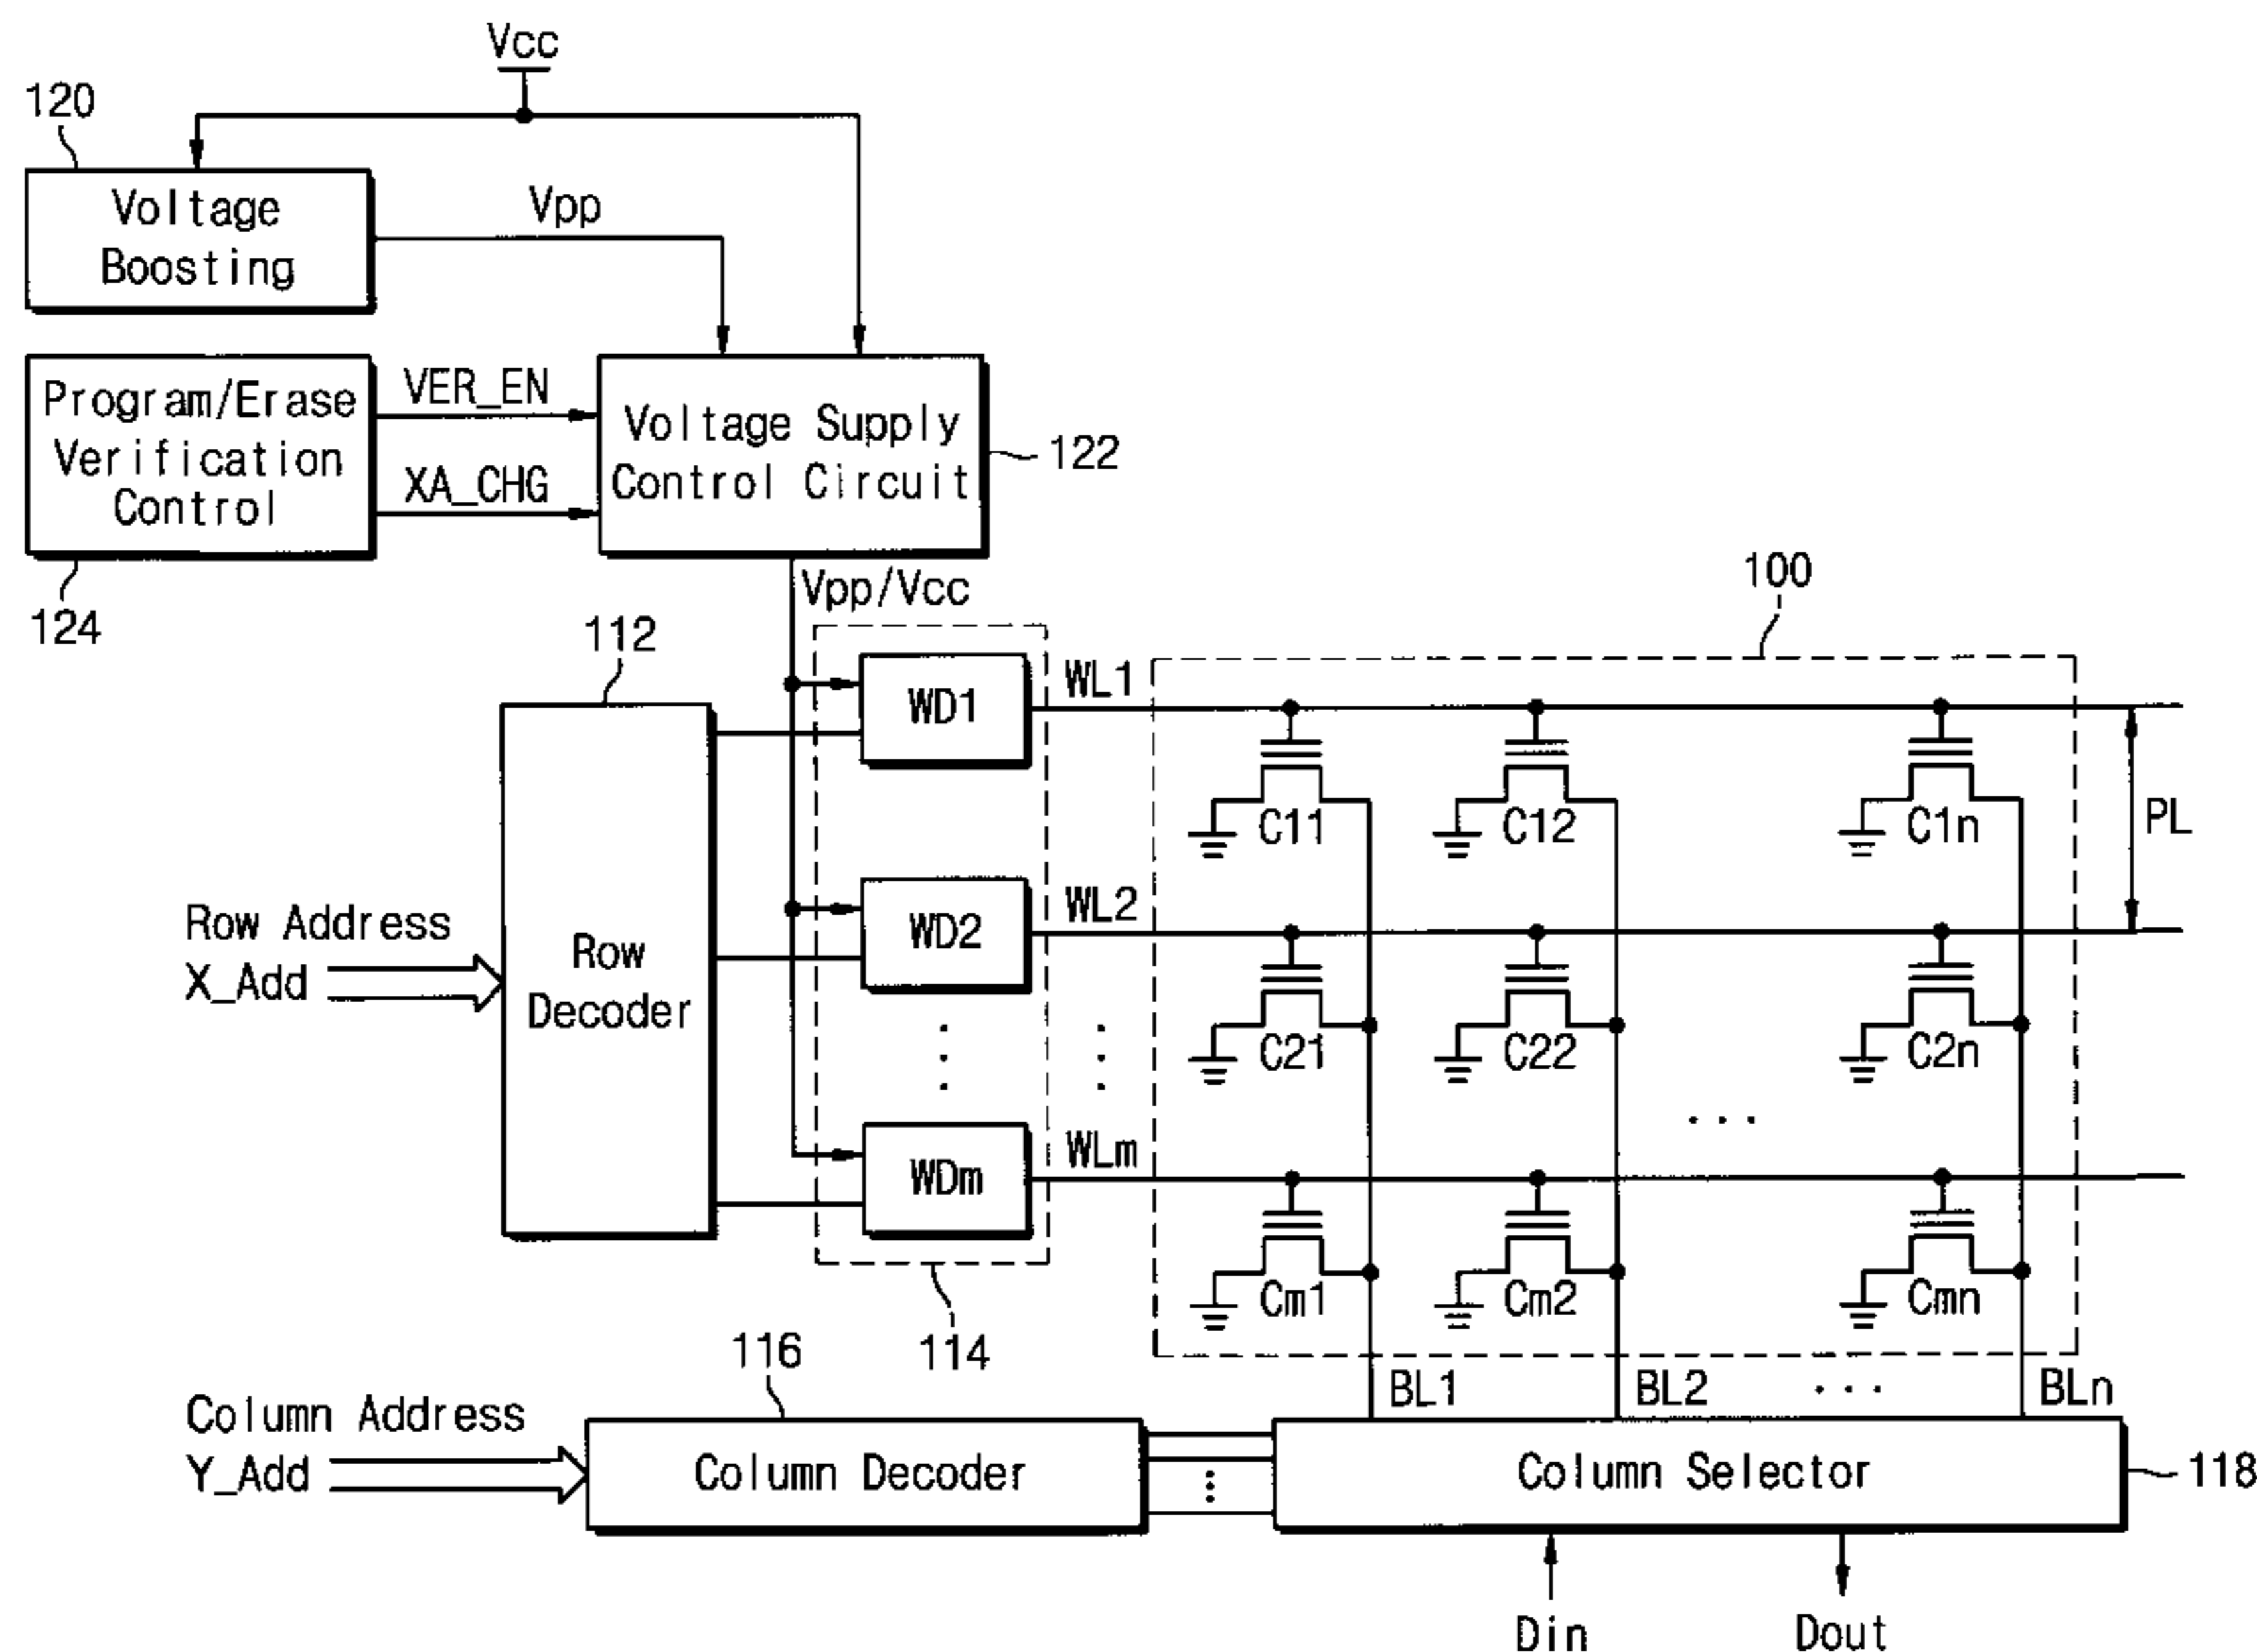 Vcc
120
Voltage
Boosting
Vpp
Program/Erase
Verification
Control
124
VER_EN
XA_CHG
Voltage Supply
Control Circuit
122
Vpp/Vcc
100
112
WD1
WL1
C11
C12
C1n
PL
Row Address
X_Add
Row
Decoder
WD2
WL2
C21
C22
C2n
WDm
WLm
Cm1
Cm2
Cmn
114
116
BL1
BL2
...
BLn
Column Address
Y_Add
Column Decoder
Column Selector
118
Din
Dout